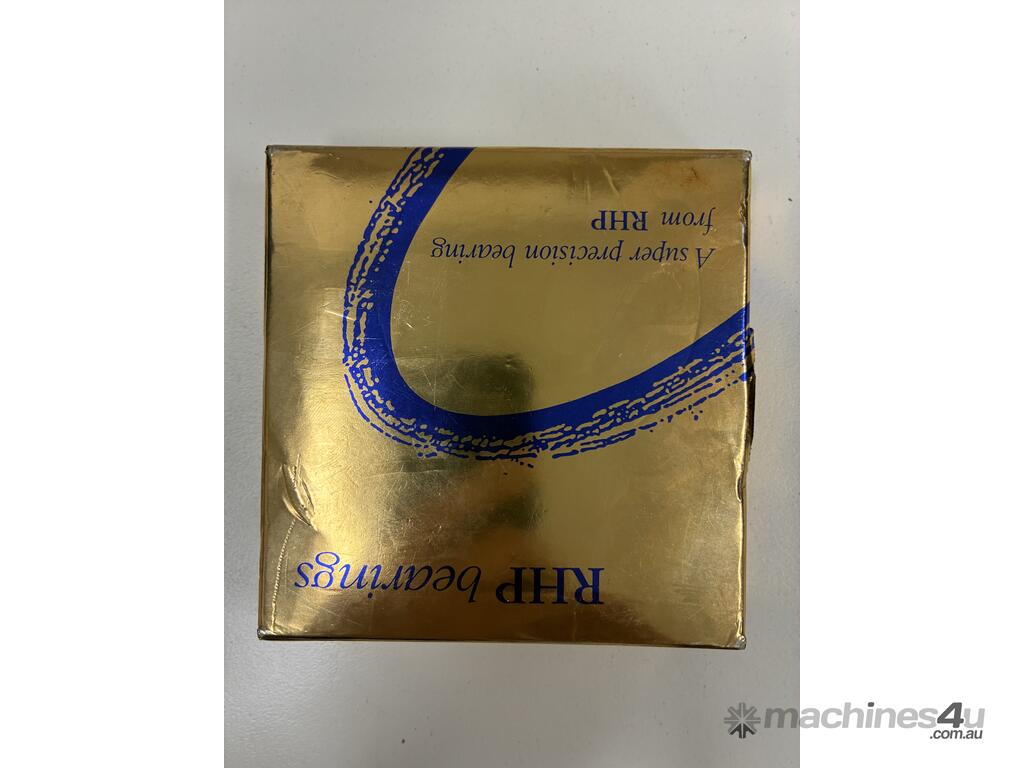 RHP bearings
A super precision bearing
from RHP
machines4u
.com.au